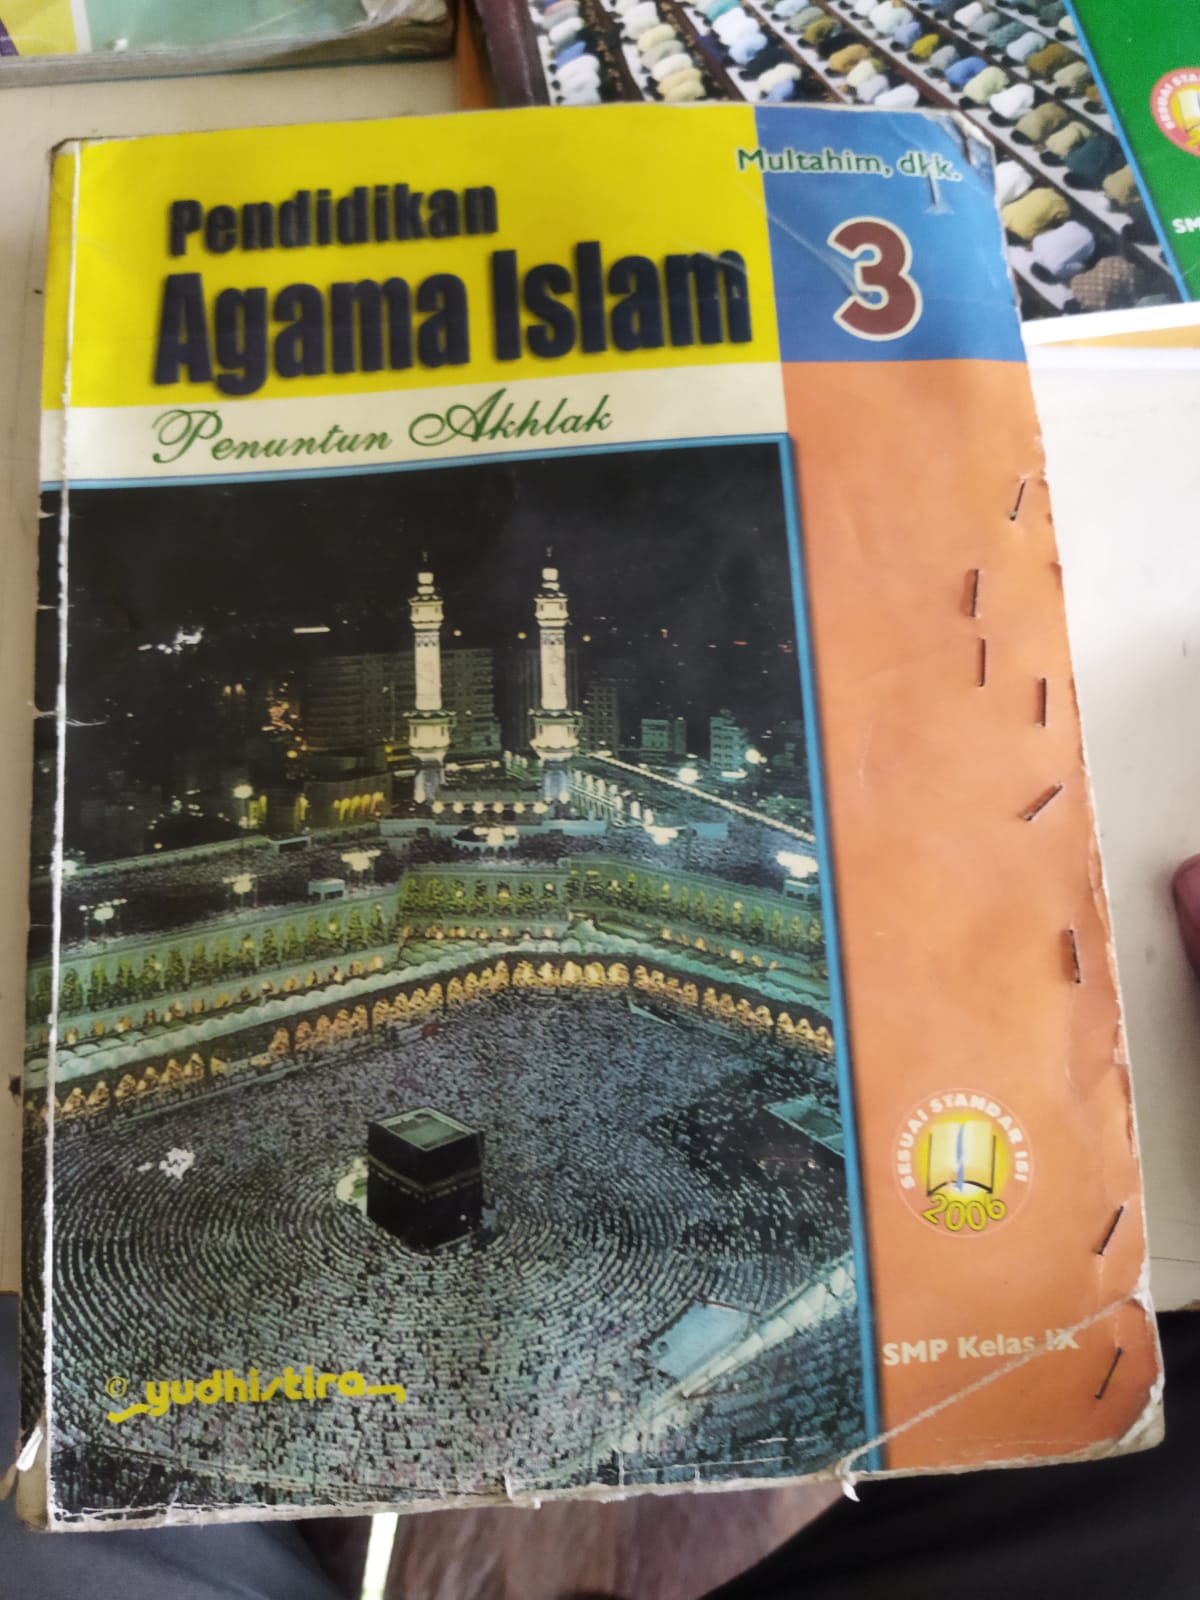 Multahim, dkk.
Pendidikan
Agama Islam
3
Penuntun Akhlak
SESUAI STANDAR ISI
2006
SMP Kelas IX
© yudhistira